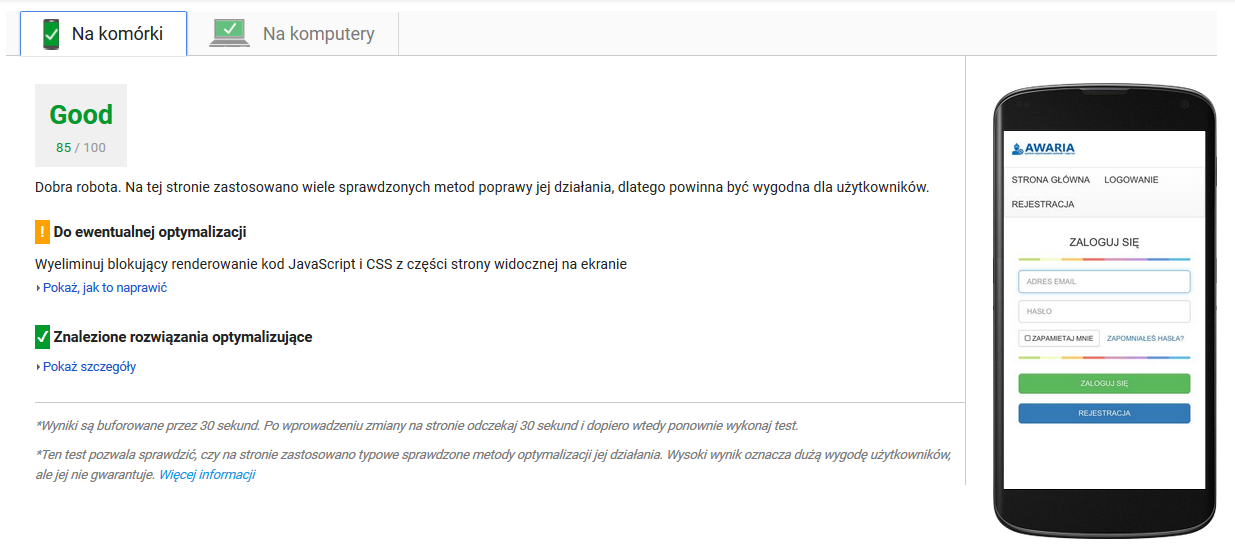 Na komórki
Na komputery
Good
85 / 100
Dobra robota. Na tej stronie zastosowano wiele sprawdzonych metod poprawy jej działania, dlatego powinna być wygodna dla użytkowników.
! Do ewentualnej optymalizacji
Wyeliminuj blokujący renderowanie kod JavaScript i CSS z części strony widocznej na ekranie
Pokaż, jak to naprawić
Znalezione rozwiązania optymalizujące
Pokaż szczegóły
*Wyniki są buforowane przez 30 sekund. Po wprowadzeniu zmiany na stronie odczekaj 30 sekund i dopiero wtedy ponownie wykonaj test.
*Ten test pozwala sprawdzić, czy na stronie zastosowano typowe sprawdzone metody optymalizacji jej działania. Wysoki wynik oznacza dużą wygodę użytkowników,
ale jej nie gwarantuje. Więcej informacji
AWARIA
STRONA GŁÓWNA LOGOWANIE
REJESTRACJA
ZALOGUJ SIĘ
ADRES EMAIL
HASŁO
ZAPAMIETAJ MNIE ZAPOMNIAŁEŚ HASŁA?
ZALOGUJ SIĘ
REJESTRACJA